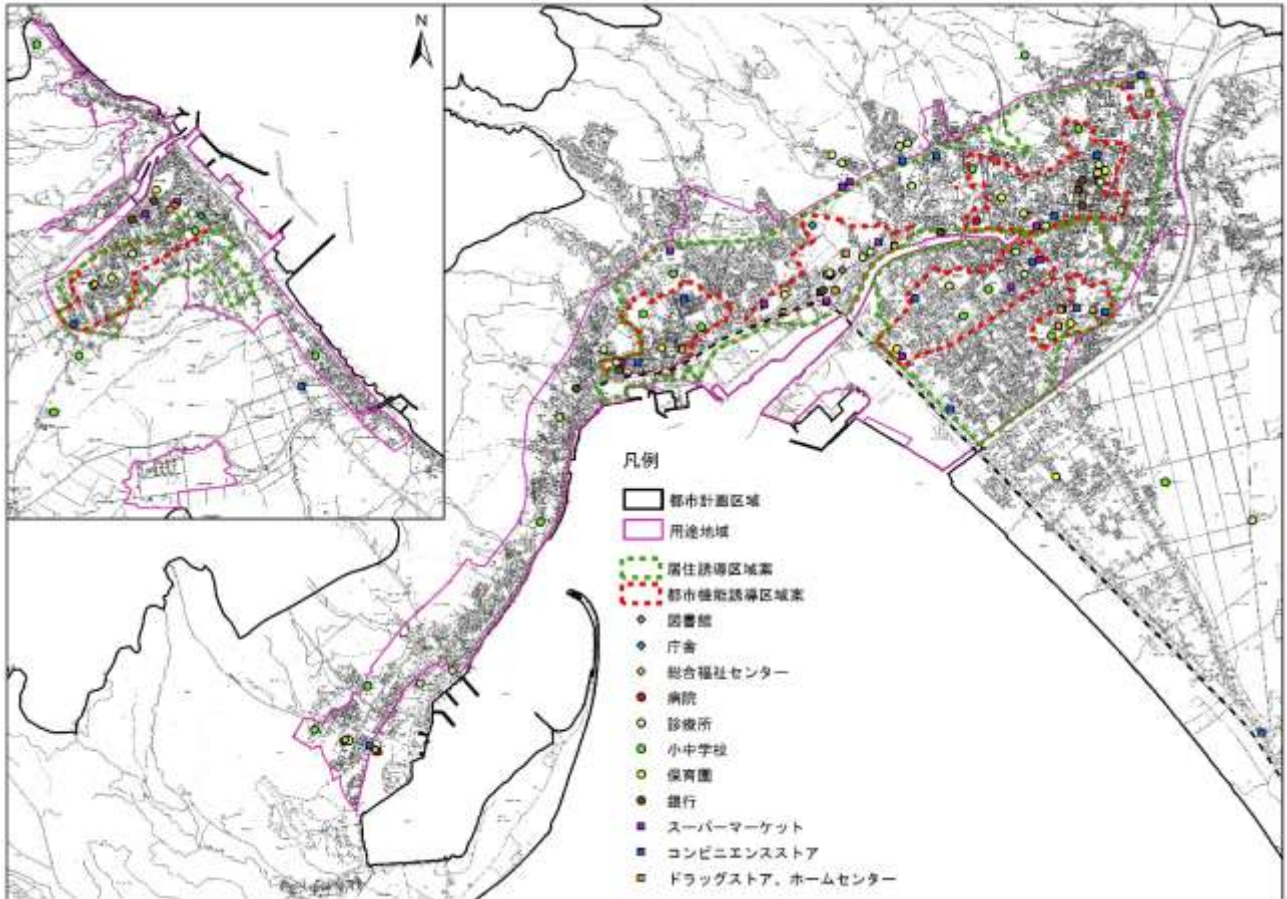 N
凡例
都市計画区域
用途地域
居住誘導区域案
都市機能誘導区域案
図書館
庁舎
総合福祉センター
病院
診療所
小中学校
保育園
銀行
スーパーマーケット
コンビニエンスストア
ドラッグストア、ホームセンター